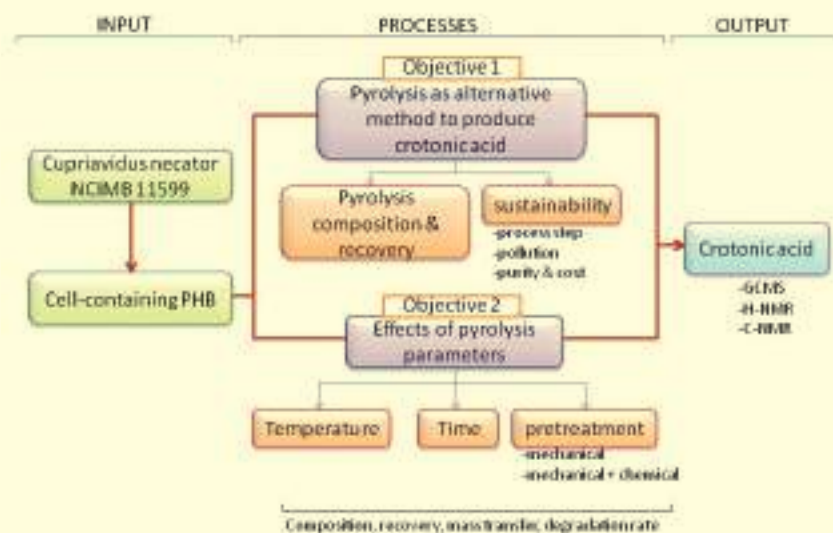 INPUT
PROCESSES
OUTPUT
Objective 1
Pyrolysis as alternative
method to produce
crotonic acid
Cupriavidus necator
NCIMB 11599
Pyrolysis
composition &
recovery
sustainability
-process step
-pollution
-purity & cost
Crotonic acid
-GCMS
-H-NMR
-C-NMR
Cell-containing PHB
Objective 2
Effects of pyrolysis
parameters
Temperature
Time
pretreatment
-mechanical
-mechanical + chemical
Composition, recovery, mass transfer, degradation rate